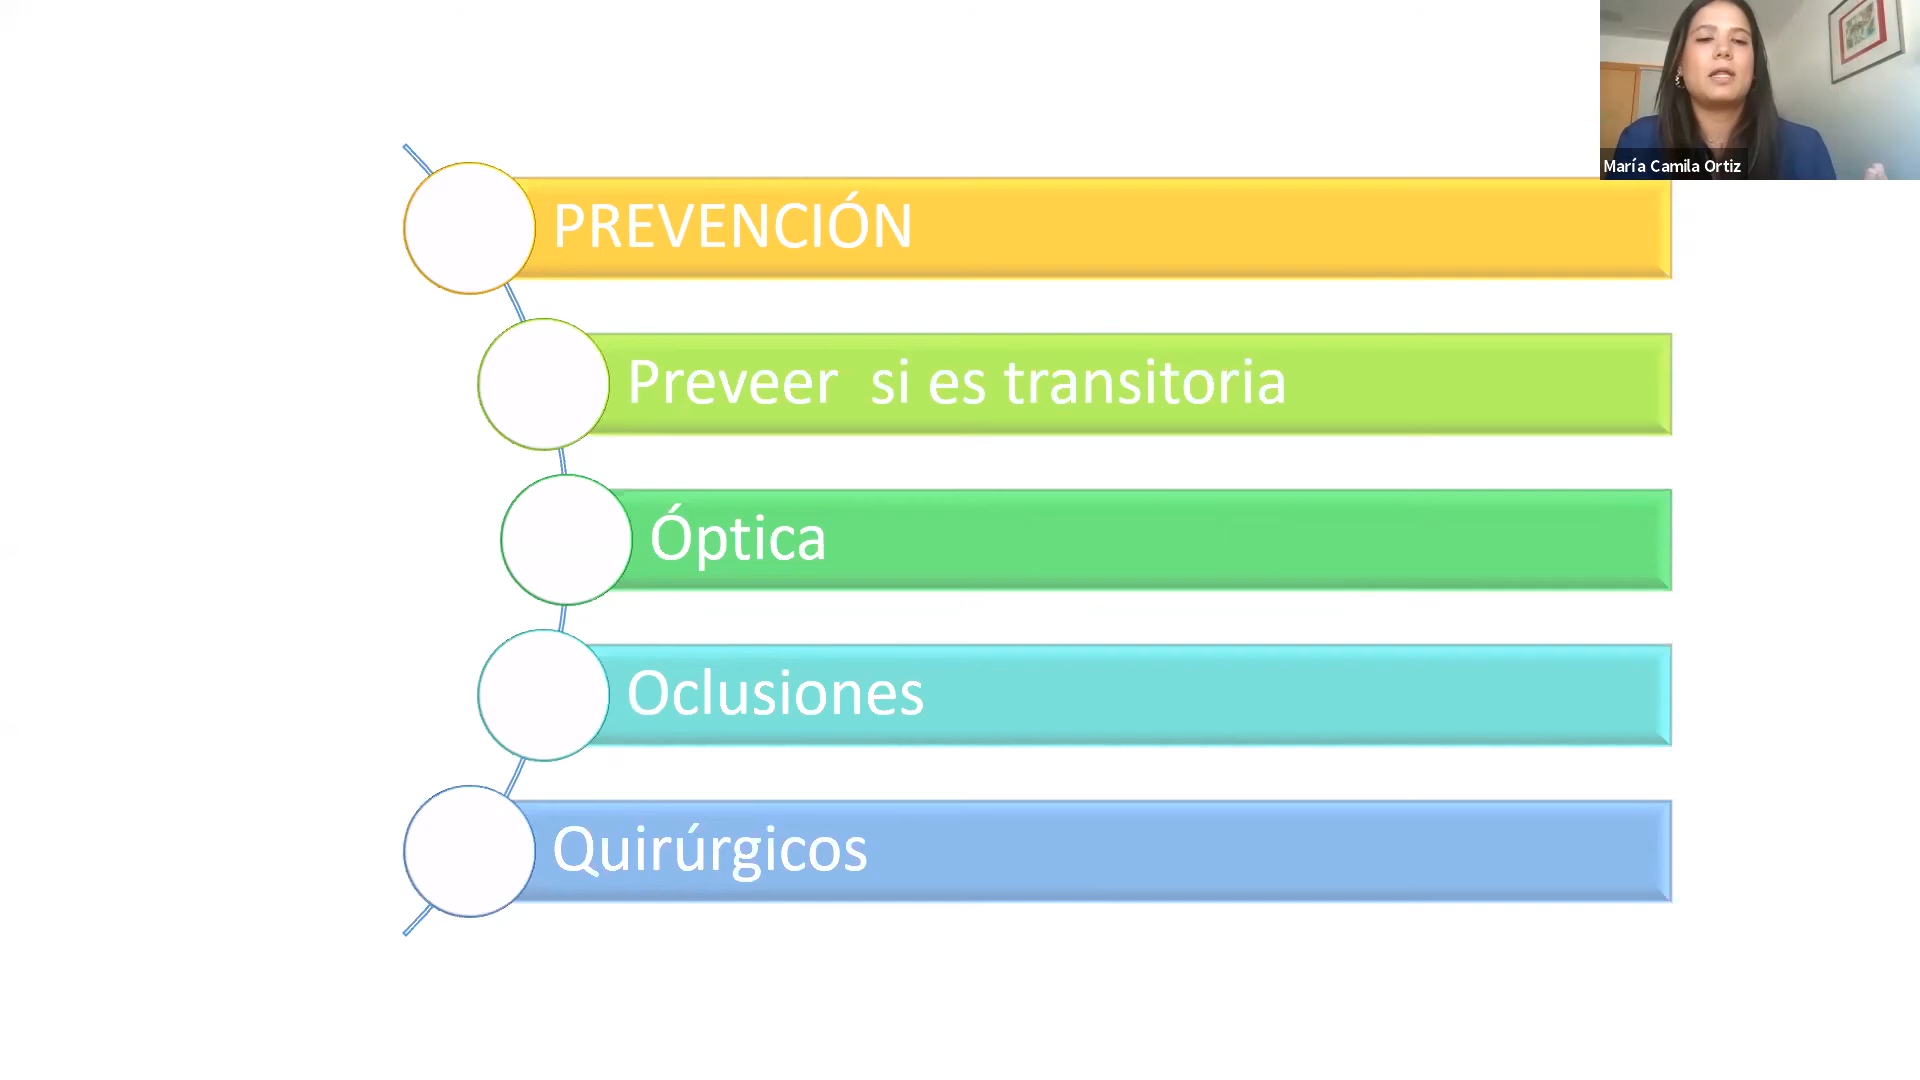 María Camila Ortiz
PREVENCIÓN
Preveer  si es transitoria
Óptica
Oclusiones
Quirúrgicos